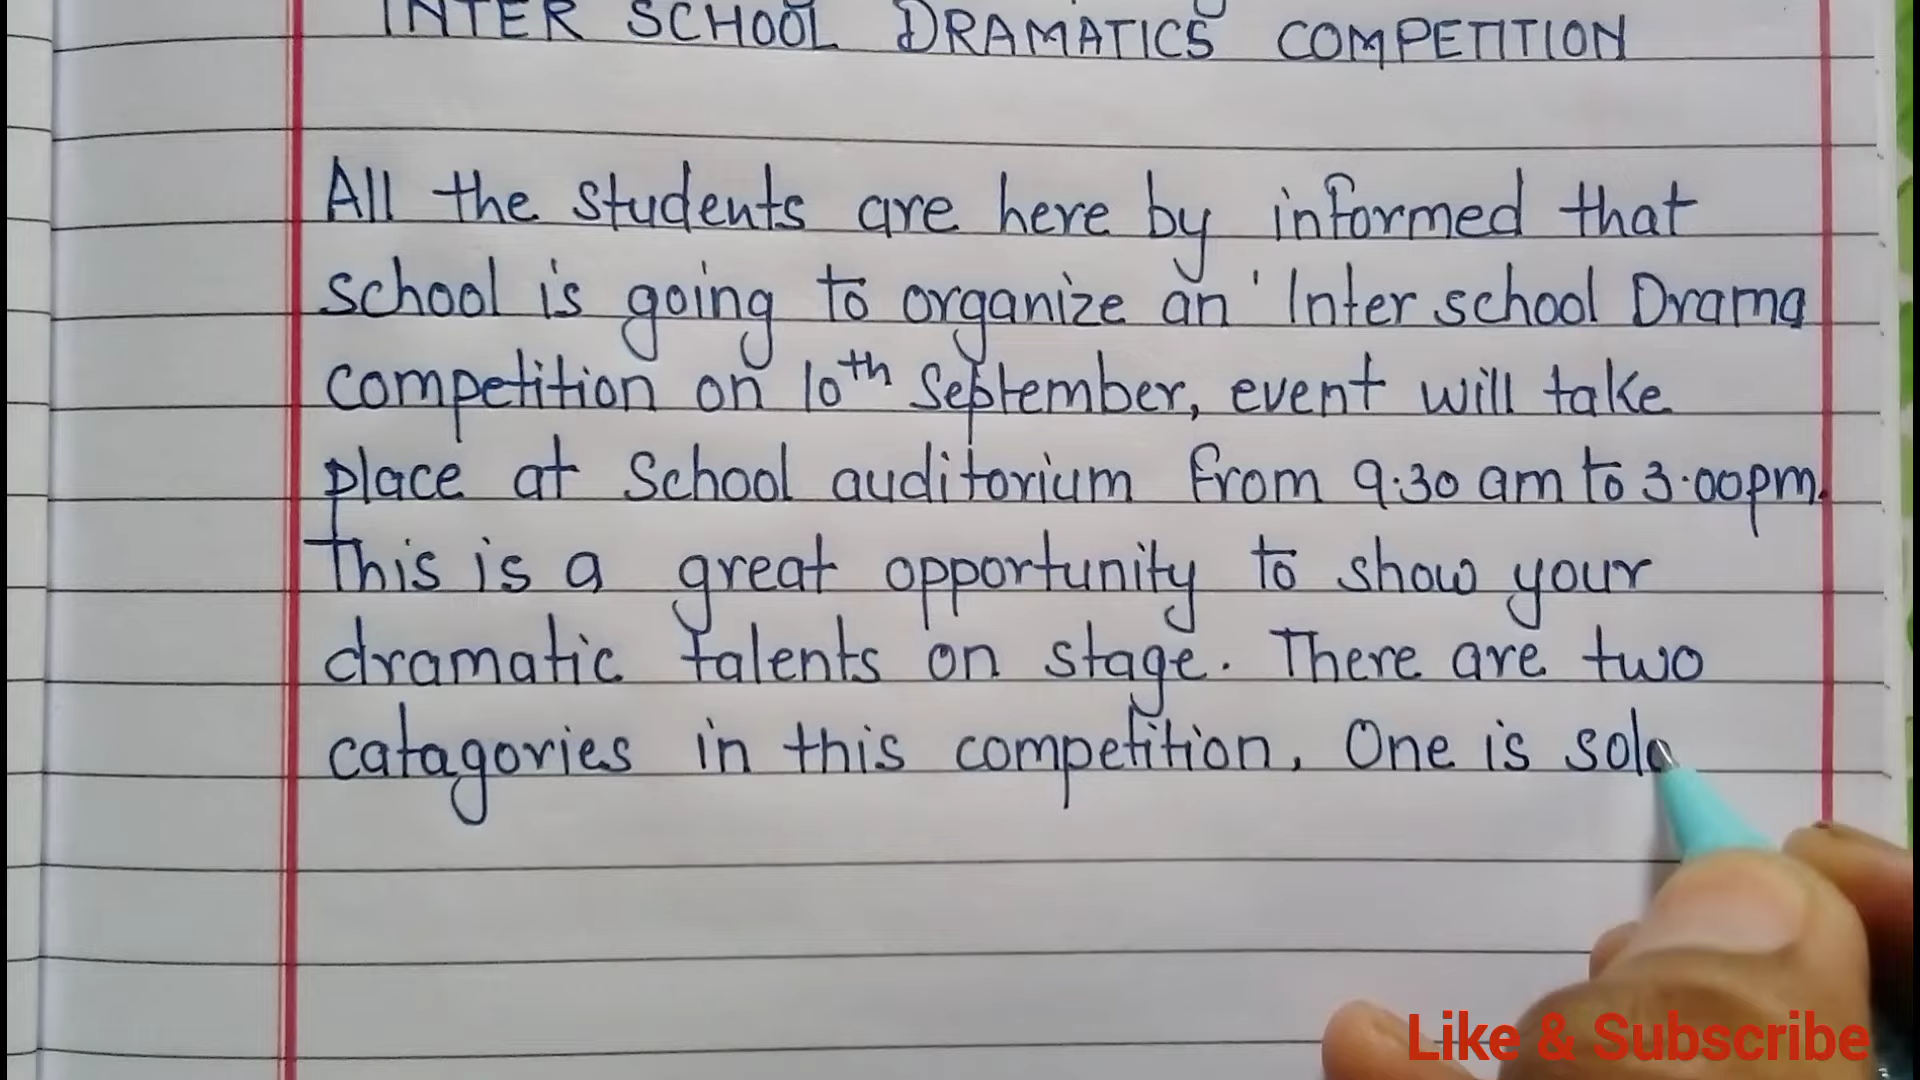 INTER SCHOOL DRAMATICS COMPETITION
All the students are here by informed that
school is going to organize an 'Inter school Drama
competition on 10th September, event will take
place at School auditorium from 9.30 am to 3.00pm.
This is a great opportunity to show your
dramatic talents on stage. There are two
catagories in this competition. One is solo
Like & Subscribe